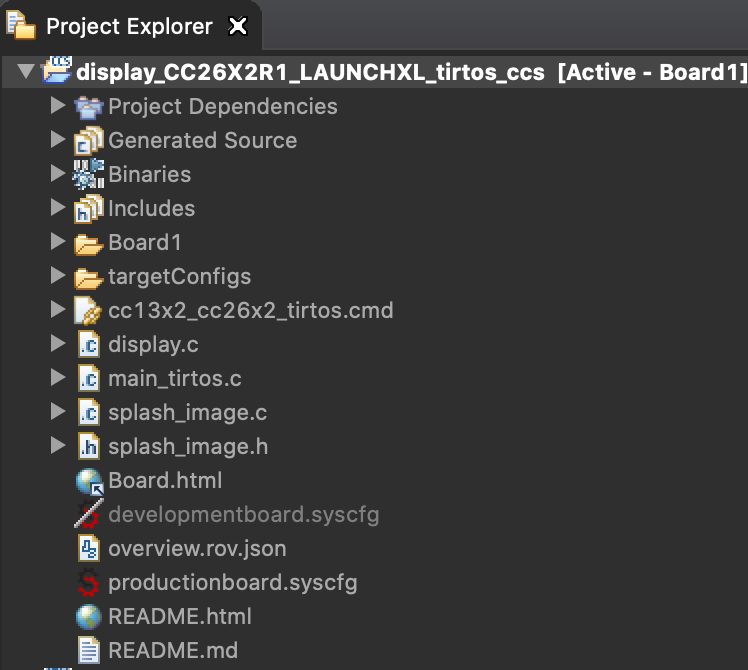 Project Explorer
display_CC26X2R1_LAUNCHXL_tirtos_ccs [Active - Board1]
Project Dependencies
Generated Source
Binaries
Includes
Board1
targetConfigs
cc13x2_cc26x2_tirtos.cmd
display.c
main_tirtos.c
splash_image.c
splash_image.h
Board.html
developmentboard.syscfg
overview.rov.json
productionboard.syscfg
README.html
README.md